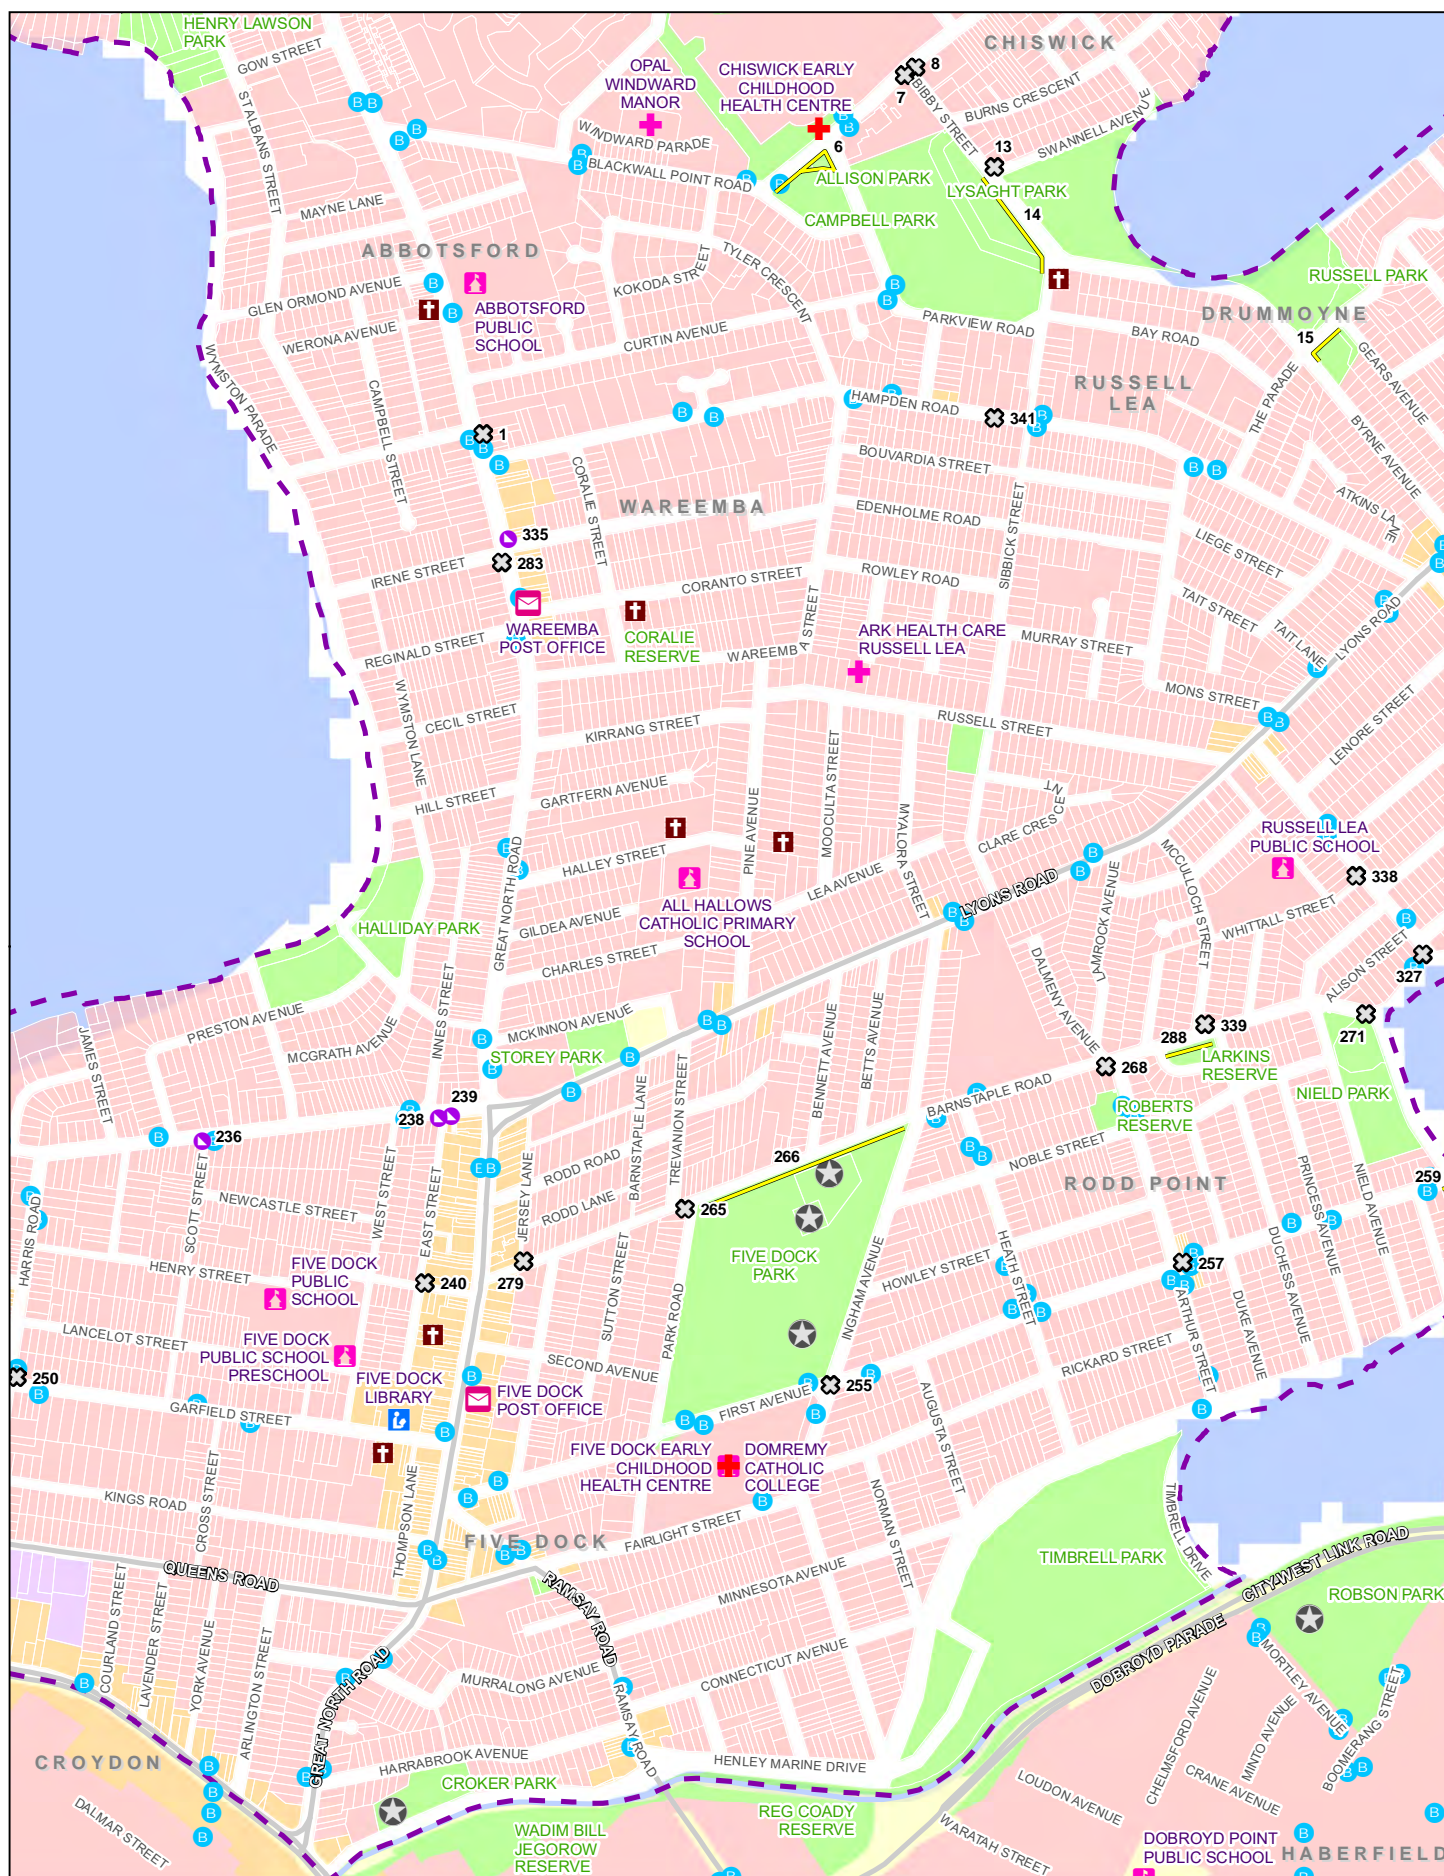 HENRY LAWSON
PARK
GOW STREET
ST ALBANS STREET
OPAL
WINDWARD
MANOR
CHISWICK EARLY
CHILDHOOD
HEALTH CENTRE
CHISWICK
8
7
BIBBY STREET
BURNS CRESCENT
SWANNELL AVENUE
WINDWARD PARADE
BLACKWALL POINT ROAD
6
13
ALLISON PARK
LYSAGHT PARK
14
CAMPBELL PARK
MAYNE LANE
ABBOTSFORD
TYLER CRESCENT
KOKODA STREET
GLEN ORMOND AVENUE
ABBOTSFORD
PUBLIC
SCHOOL
WERONA AVENUE
CURTIN AVENUE
PARKVIEW ROAD
BAY ROAD
RUSSELL PARK
DRUMMOYNE
15
GEARS AVENUE
THE PARADE
RUSSELL
LEA
WYMSTON PARADE
CAMPBELL STREET
HAMPDEN ROAD
341
BYRNE AVENUE
1
BOUVARDIA STREET
CORALIE STREET
WAREEMBA
EDENHOLME ROAD
SIBBICK STREET
ATKINS LANE
LIEGE STREET
335
283
IRENE STREET
CORANTO STREET
ROWLEY ROAD
TAIT STREET
TAIT LANE
LYONS ROAD
WAREEMBA
POST OFFICE
CORALIE
RESERVE
REGINALD STREET
WAREEMBA STREET
ARK HEALTH CARE
RUSSELL LEA
MURRAY STREET
MONS STREET
WYMSTON LANE
CECIL STREET
KIRRANG STREET
RUSSELL STREET
LENORE STREET
HILL STREET
GARTFERN AVENUE
PINE AVENUE
MOOCULTA STREET
MYALORA STREET
CLARE CRESCENT
GREAT NORTH ROAD
HALLEY STREET
LEA AVENUE
LYONS ROAD
RUSSELL LEA
PUBLIC SCHOOL
338
MCCULLOCH STREET
LAMROCK AVENUE
WHITTALL STREET
ALL HALLOWS
CATHOLIC PRIMARY
SCHOOL
GILDEA AVENUE
HALLIDAY PARK
CHARLES STREET
DALMENY AVENUE
ALISON STREET
327
PRESTON AVENUE
INNES STREET
MCKINNON AVENUE
JAMES STREET
MCGRATH AVENUE
STOREY PARK
BENNETT AVENUE
BETTS AVENUE
288
339
271
268
LARKINS
RESERVE
NIELD PARK
BARNSTAPLE ROAD
ROBERTS
RESERVE
239
238
236
BARNSTAPLE LANE
TREVANION STREET
266
RODD ROAD
NOBLE STREET
RODD POINT
PRINCESS AVENUE
NIELD AVENUE
259
SCOTT STREET
NEWCASTLE STREET
WEST STREET
EAST STREET
JERSEY LANE
RODD LANE
265
HARRIS ROAD
HENRY STREET
FIVE DOCK
PUBLIC
SCHOOL
240
279
SUTTON STREET
FIVE DOCK
PARK
INGHAM AVENUE
HOWLEY STREET
HEATH STREET
257
DUCHESS AVENUE
DUKE AVENUE
ARTHUR STREET
LANCELOT STREET
FIVE DOCK
PUBLIC SCHOOL
PRESCHOOL
PARK ROAD
SECOND AVENUE
RICKARD STREET
250
FIVE DOCK
LIBRARY
FIVE DOCK
POST OFFICE
255
FIRST AVENUE
GARFIELD STREET
AUGUSTA STREET
FIVE DOCK EARLY
CHILDHOOD
HEALTH CENTRE
DOMREMY
CATHOLIC
COLLEGE
KINGS ROAD
CROSS STREET
THOMPSON LANE
NORMAN STREET
TIMBRELL DRIVE
FIVE DOCK
FAIRLIGHT STREET
TIMBRELL PARK
CITY-WEST LINK ROAD
QUEENS ROAD
RAMSAY ROAD
MINNESOTA AVENUE
ROBSON PARK
COURLAND STREET
LAVENDER STREET
YORK AVENUE
ARLINGTON STREET
GREAT NORTH ROAD
MURRALONG AVENUE
CONNECTICUT AVENUE
DOBROYD PARADE
MORTLEY AVENUE
CROYDON
RAMSAY ROAD
HARRABROOK AVENUE
HENLEY MARINE DRIVE
CROKER PARK
CHELMSFORD AVENUE
MINTO AVENUE
BOOMERANG STREET
CRANE AVENUE
LOUDON AVENUE
DALMAR STREET
REG COADY
RESERVE
WADIM BILL
JEGOROW
RESERVE
WARATAH STREET
DOBROYD POINT
PUBLIC SCHOOL
HABERFIELD